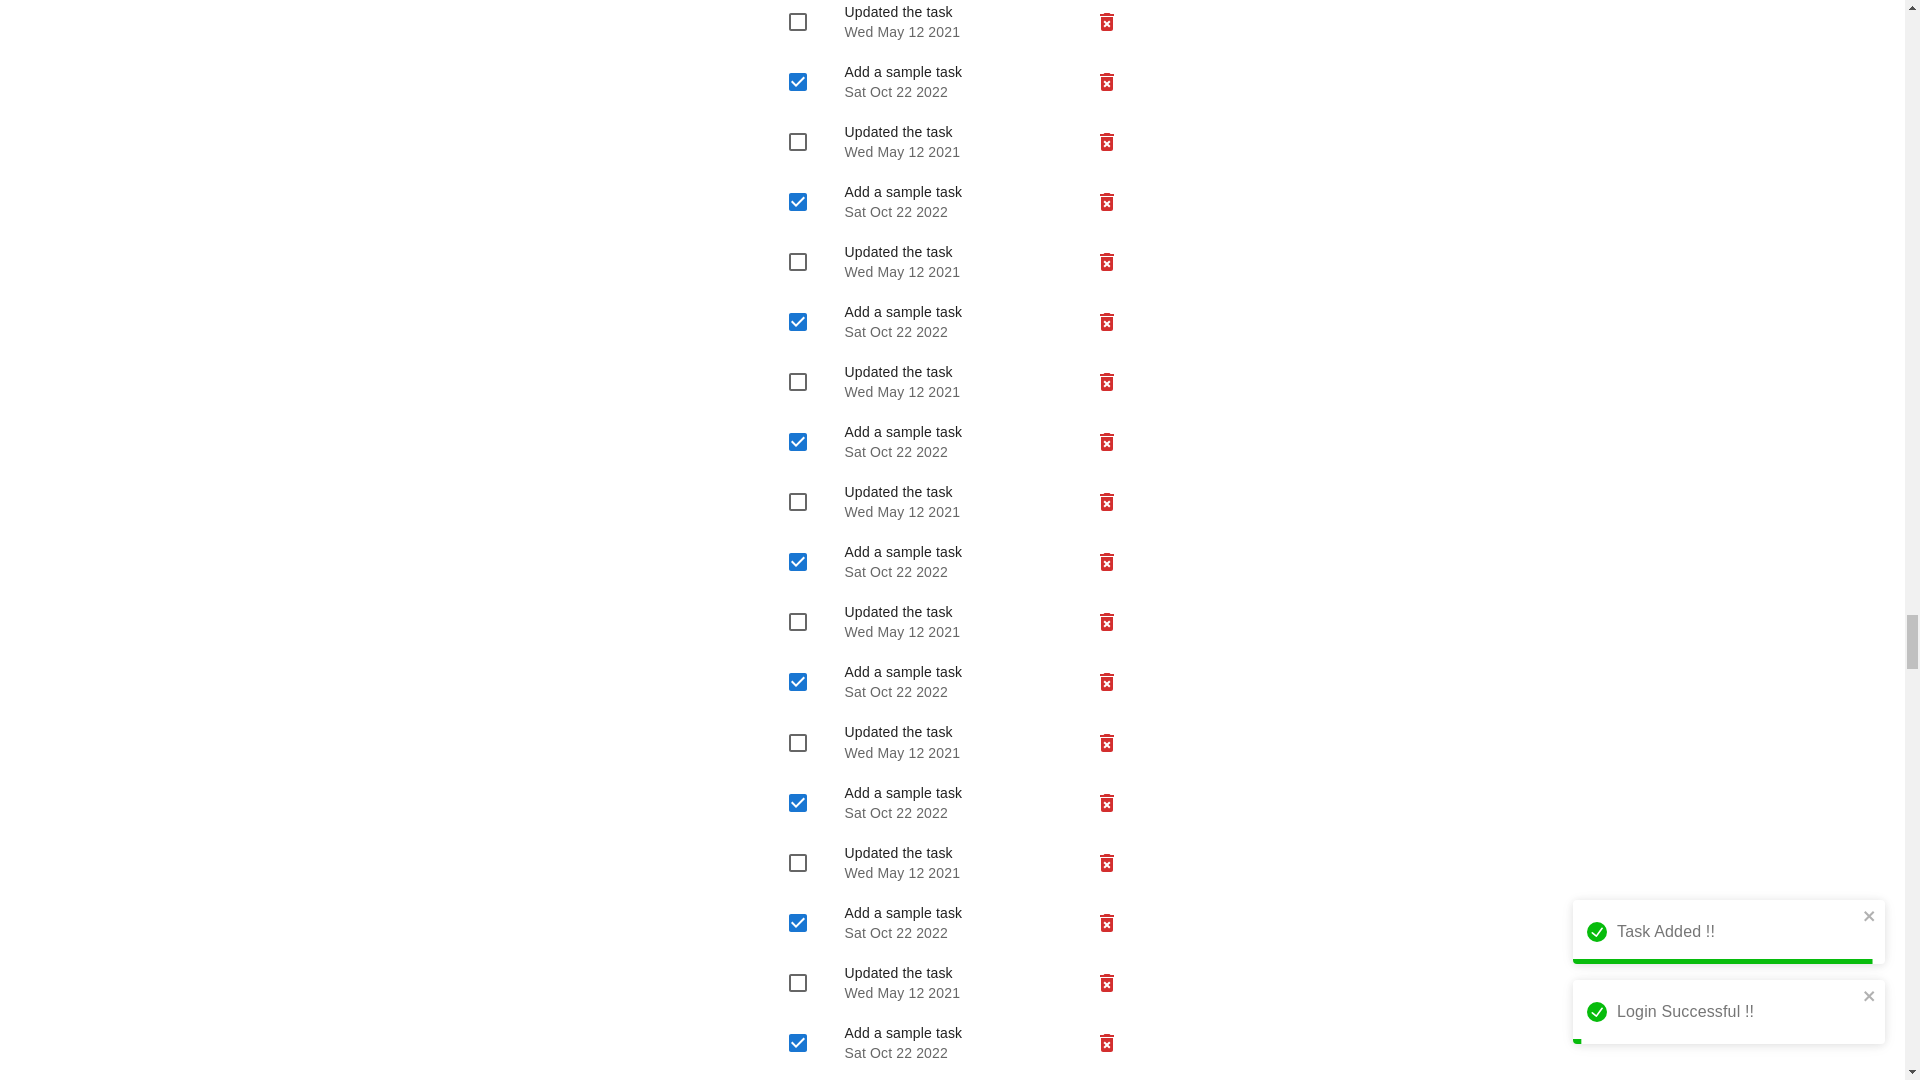 Updated the task
Wed May 12 2021
Add a sample task
Sat Oct 22 2022
Updated the task
Wed May 12 2021
Add a sample task
Sat Oct 22 2022
Updated the task
Wed May 12 2021
Add a sample task
Sat Oct 22 2022
Updated the task
Wed May 12 2021
Add a sample task
Sat Oct 22 2022
Updated the task
Wed May 12 2021
Add a sample task
Sat Oct 22 2022
Updated the task
Wed May 12 2021
Add a sample task
Sat Oct 22 2022
Updated the task
Wed May 12 2021
Add a sample task
Sat Oct 22 2022
Updated the task
Wed May 12 2021
Add a sample task
Sat Oct 22 2022
Updated the task
Wed May 12 2021
Add a sample task
Sat Oct 22 2022
Task Added !!
Login Successful !!